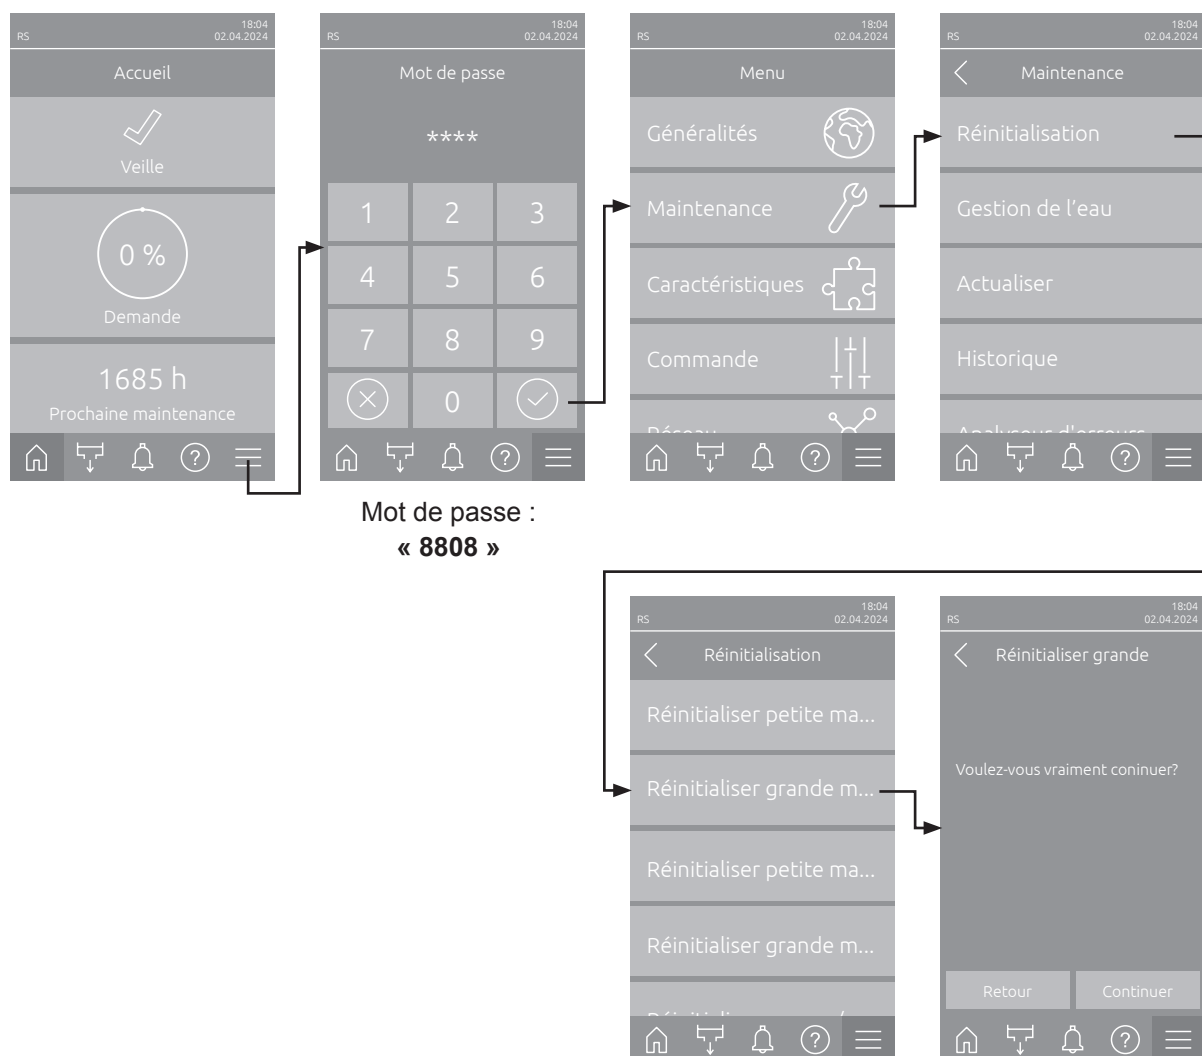 18:04
RS 02.04.2024
Accueil
Veille
0 %
Demande
1685 h
Prochaine maintenance
?
18:04
RS 02.04.2024
Mot de passe
****
1 2 3
4 5 6
7 8 9
0
?
Mot de passe :
« 8808 »
18:04
RS 02.04.2024
Menu
Généralités
Maintenance
Caractéristiques
Commande
Réseau
?
18:04
RS 02.04.2024
Maintenance
Réinitialisation
Gestion de l'eau
Actualiser
Historique
Analyseur d'erreurs
?
18:04
RS 02.04.2024
Réinitialisation
Réinitialiser petite ma...
Réinitialiser grande m...
Réinitialiser petite ma...
Réinitialiser grande m...
?
18:04
RS 02.04.2024
Réinitialiser grande
Voulez-vous vraiment coninuer?
Retour Continuer
?